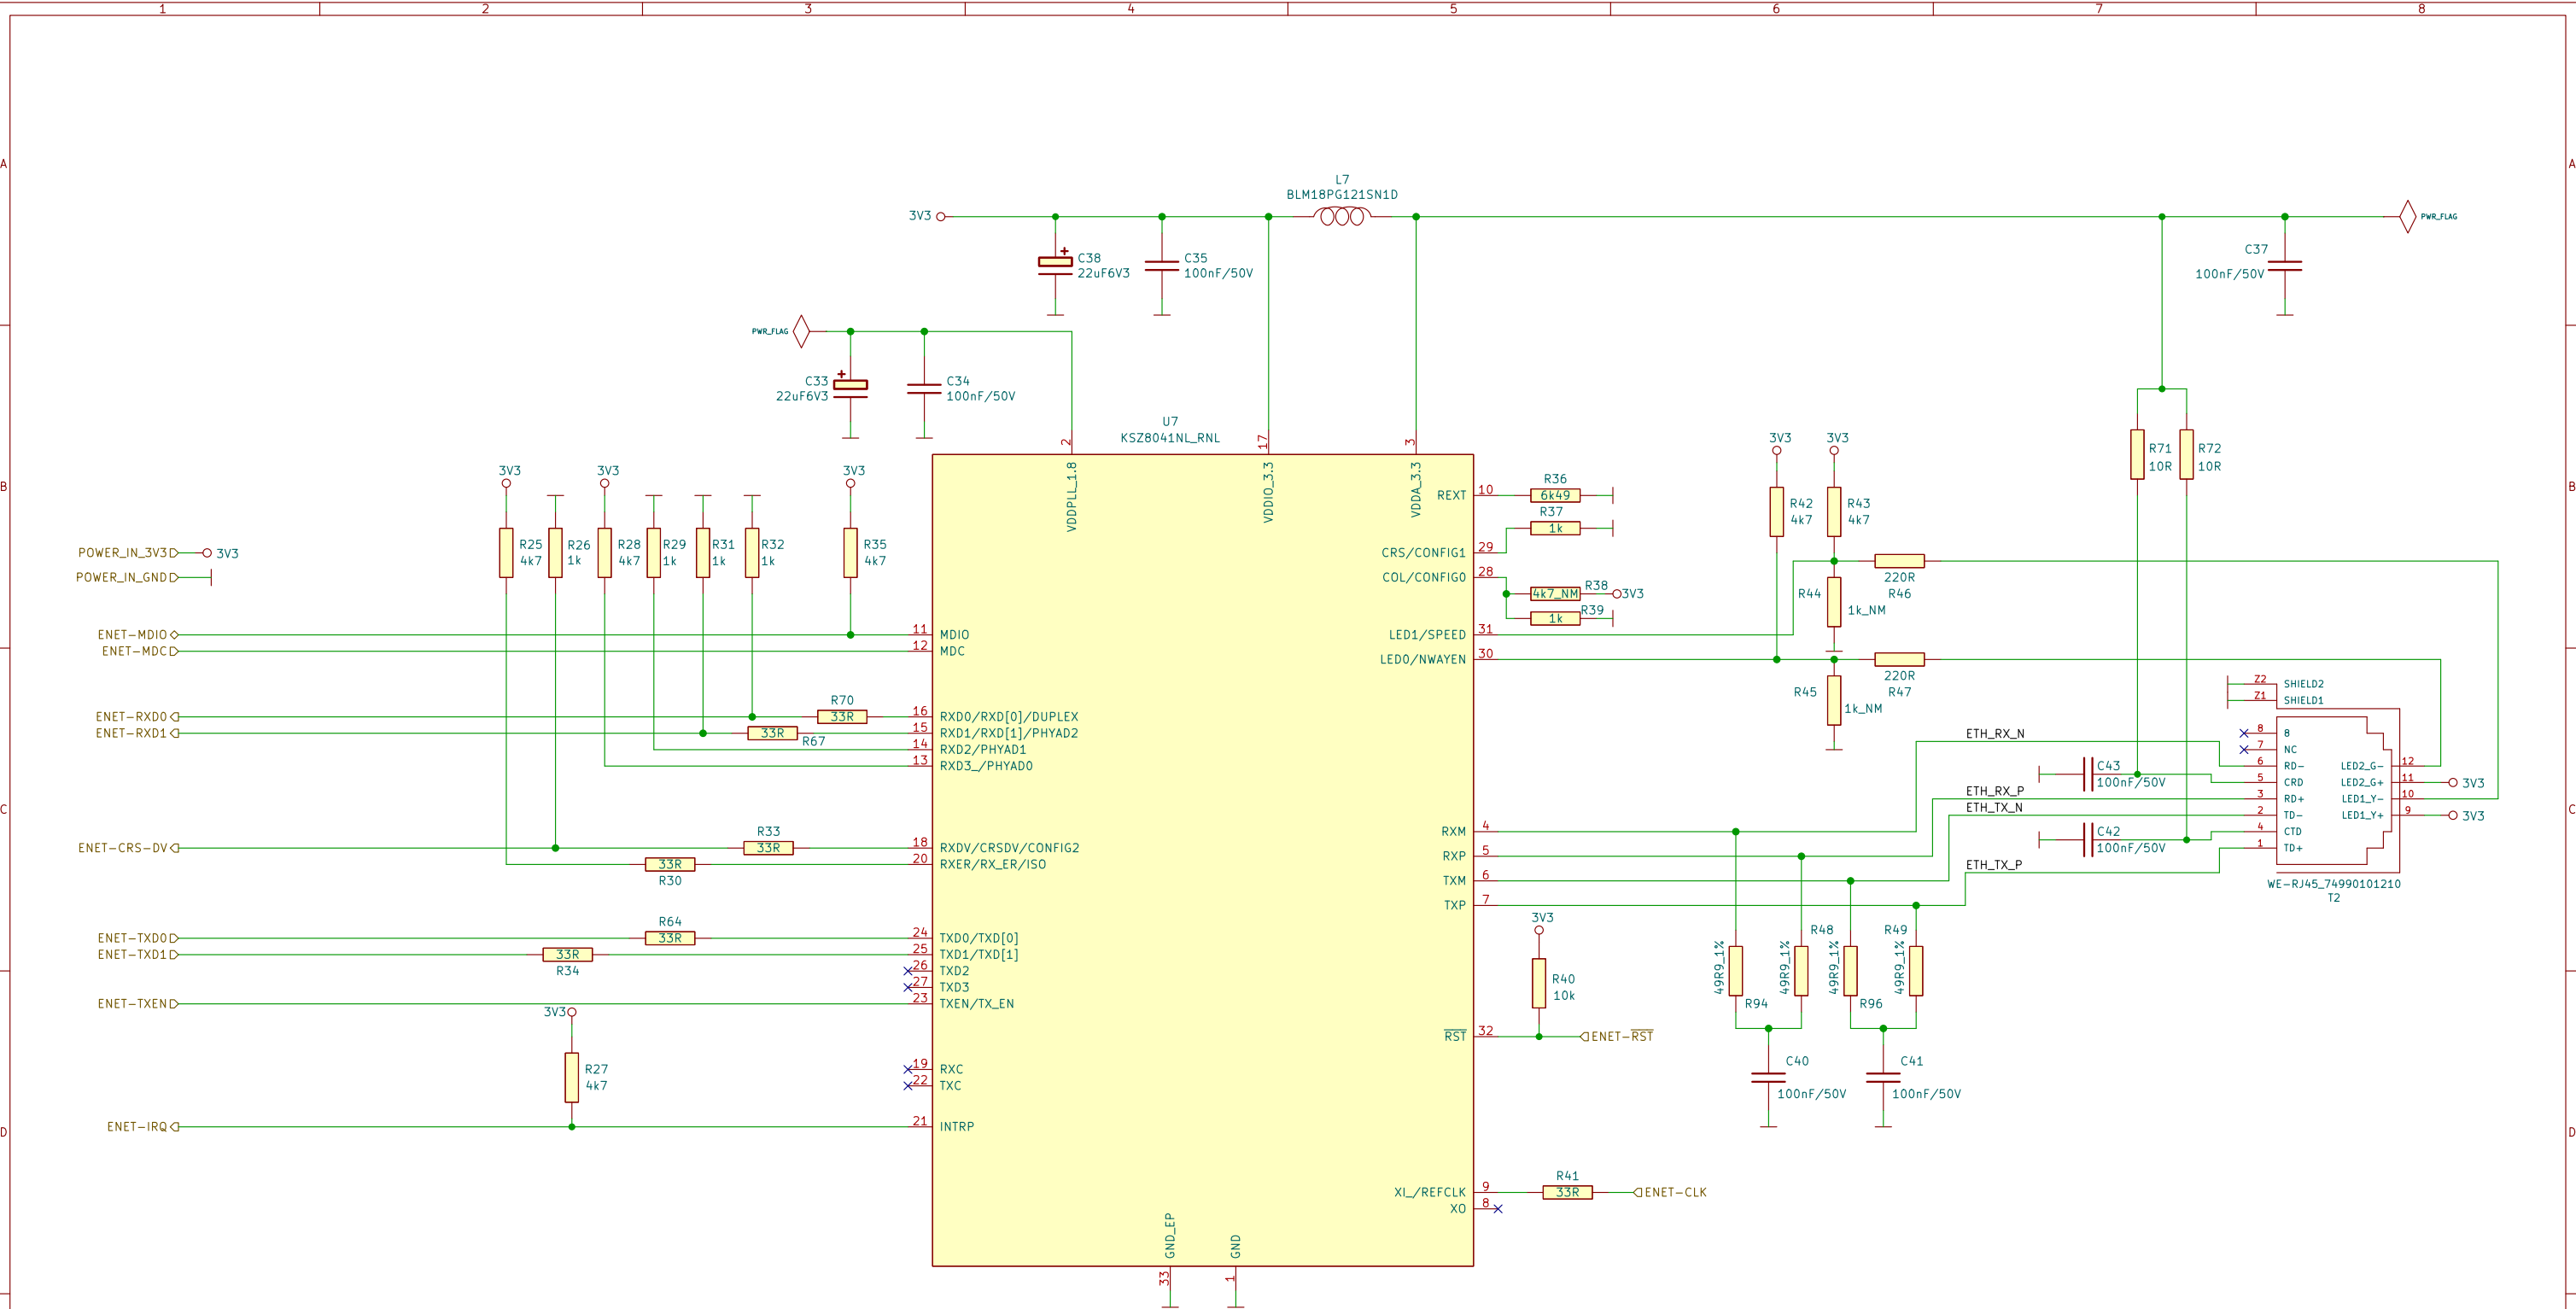 1 2 3 4 5 6 7 8
A A
L7
BLM18PG121SN1D
3V3
PWR_FLAG
C38
22uF6V3
C35
100nF/50V
C37
100nF/50V
PWR_FLAG
C33
22uF6V3
C34
100nF/50V
U7
KSZ8041NL_RNL
2 17 3
VDDPLL_1.8 VDDIO_3.3 VDDA_3.3
B B
3V3 3V3 3V3
R25
4k7
R26
1k
R28
4k7
R29
1k
R31
1k
R32
1k
R35
4k7
POWER_IN_3V3 3V3
POWER_IN_GND
ENET-MDIO 11 MDIO
ENET-MDC 12 MDC
R70
ENET-RXD0 33R 16 RXD0/RXD[0]/DUPLEX
ENET-RXD1 33R 15 RXD1/RXD[1]/PHYAD2
R67
14 RXD2/PHYAD1
13 RXD3_/PHYAD0
C C
R33
ENET-CRS-DV 33R 18 RXDV/CRSDV/CONFIG2
33R 20 RXER/RX_ER/ISO
R30
R64
ENET-TXD0 33R 24 TXD0/TXD[0]
ENET-TXD1 33R 25 TXD1/TXD[1]
R34
26 TXD2
27 TXD3
ENET-TXEN 23 TXEN/TX_EN
3V3
R27
4k7
19 RXC
22 TXC
ENET-IRQ 21 INTRP
D D
GND_EP GND
33 1
REXT 10
R36
6k49
R37
1k
CRS/CONFIG1 29
COL/CONFIG0 28
R38
4k7_NM 3V3
R39
1k
LED1/SPEED 31
LED0/NWAYEN 30
3V3 3V3
R42
4k7
R43
4k7
220R
R46
R44
1k_NM
220R
R47
R45
1k_NM
R71
10R
R72
10R
RXM 4
RXP 5
TXM 6
TXP 7
ETH_RX_N
ETH_RX_P
ETH_TX_N
ETH_TX_P
C43
100nF/50V
C42
100nF/50V
Z2 SHIELD2
Z1 SHIELD1
8 8
7 NC
6 RD-
5 CRD
3 RD+
2 TD-
4 CTD
1 TD+
LED2_G- 12
LED2_G+ 11 3V3
LED1_Y- 10
LED1_Y+ 9 3V3
WE-RJ45_74990101210
T2
3V3
R40
10k
RST 32 ENET-RST
49R9_1% R94
49R9_1% R48
49R9_1% R96
49R9_1% R49
C40
100nF/50V
C41
100nF/50V
R41
XI_/REFCLK 9 33R ENET-CLK
XO 8